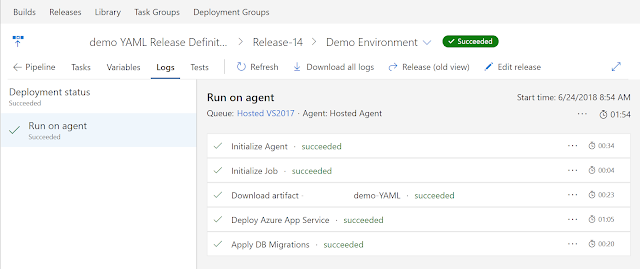 Builds Releases Library Task Groups Deployment Groups
demo YAML Release Definit... Release-14 Demo Environment Succeeded
Pipeline Tasks Variables Logs Tests Refresh Download all logs Release (old view) Edit release
Deployment status
Succeeded
Run on agent
Succeeded
Run on agent
Start time: 6/24/2018 8:54 AM
Queue: Hosted VS2017 · Agent: Hosted Agent ··· 01:54
Initialize Agent · succeeded ··· 00:34
Initialize Job · succeeded ··· 00:04
Download artifact · demo-YAML · succeeded ··· 00:23
Deploy Azure App Service · succeeded ··· 01:05
Apply DB Migrations · succeeded ··· 00:20